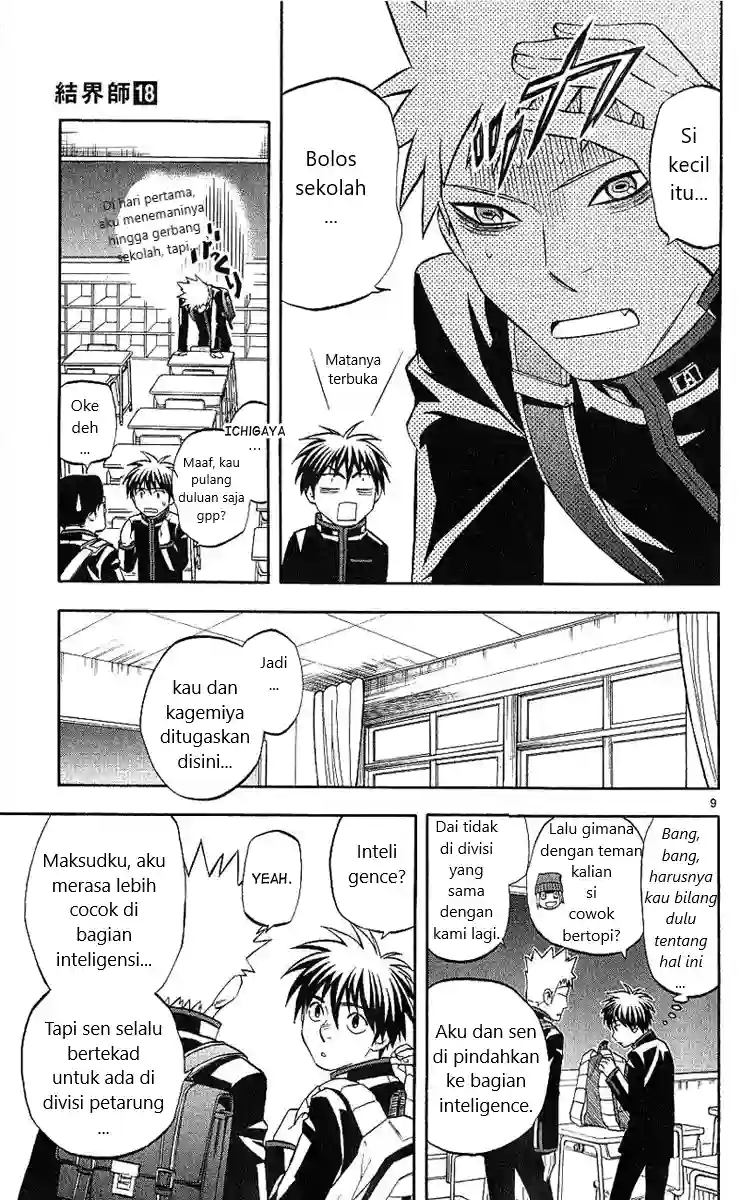 結界師18
Si
kecil
itu...
ガッ
Bolos
sekolah
...
Matanya
terbuka
Di hari pertama,
aku menemaninya
hingga gerbang
sekolah, tapi..
ICHIGAYA
...
Maaf, kau
pulang
duluan saja
gpp?
Oke
deh
...
Jadi
...
kau dan
kagemiya
ditugaskan
disini...
9
Bang,
bang,
harusnya
kau bilang
dulu
tentang
hal ini
...
Lalu gimana
dengan teman
kalian
si
cowok
bertopi?
Dai tidak
di divisi
yang
sama
dengan
kami lagi.
Aku dan sen
di pindahkan
ke bagian
inteligence.
Inteli
gence?
YEAH.
Maksudku, aku
merasa lebih
cocok di
bagian
inteligensi...
Tapi sen selalu
bertekad
untuk ada di
divisi petarung
...